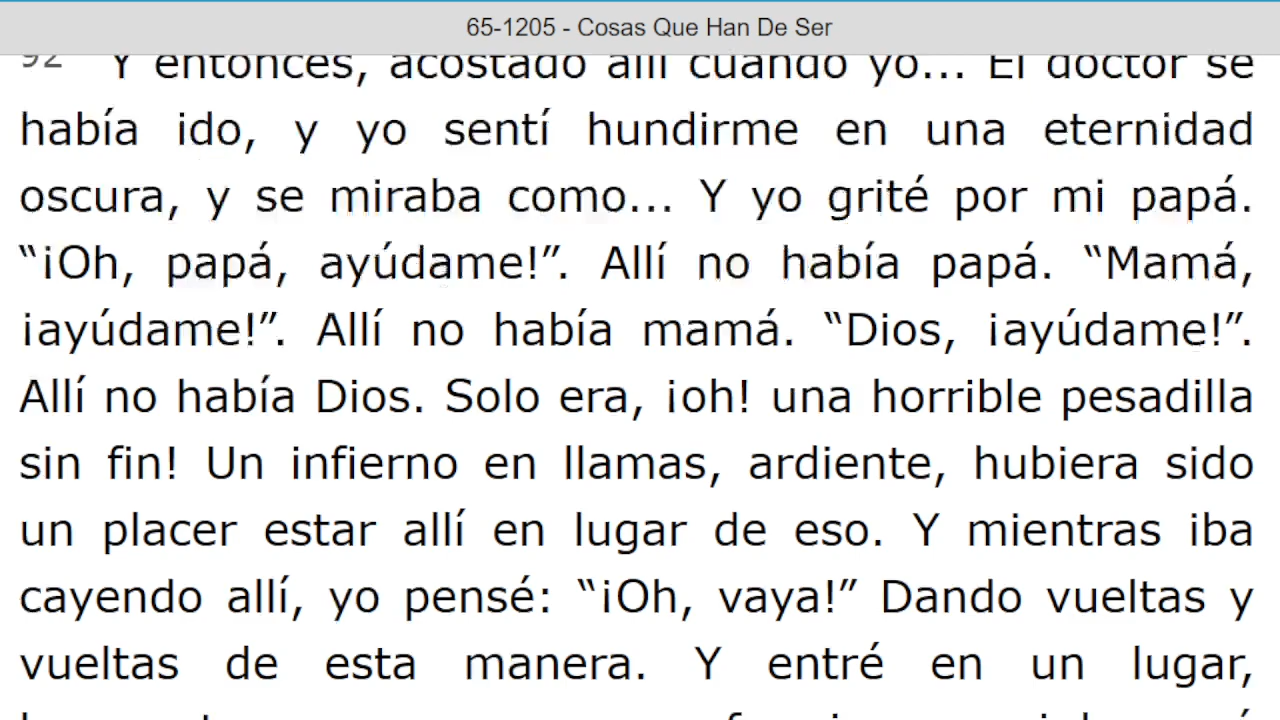 65-1205 - Cosas Que Han De Ser
92 Y entonces, acostado allí cuando yo... El doctor se
había ido, y yo sentí hundirme en una eternidad
oscura, y se miraba como... Y yo grité por mi papá.
“¡Oh, papá, ayúdame!”. Allí no había papá. “Mamá,
¡ayúdame!”. Allí no había mamá. “Dios, ¡ayúdame!”.
Allí no había Dios. Solo era, ¡oh! una horrible pesadilla
sin fin! Un infierno en llamas, ardiente, hubiera sido
un placer estar allí en lugar de eso. Y mientras iba
cayendo allí, yo pensé: “¡Oh, vaya!” Dando vueltas y
vueltas de esta manera. Y entré en un lugar,